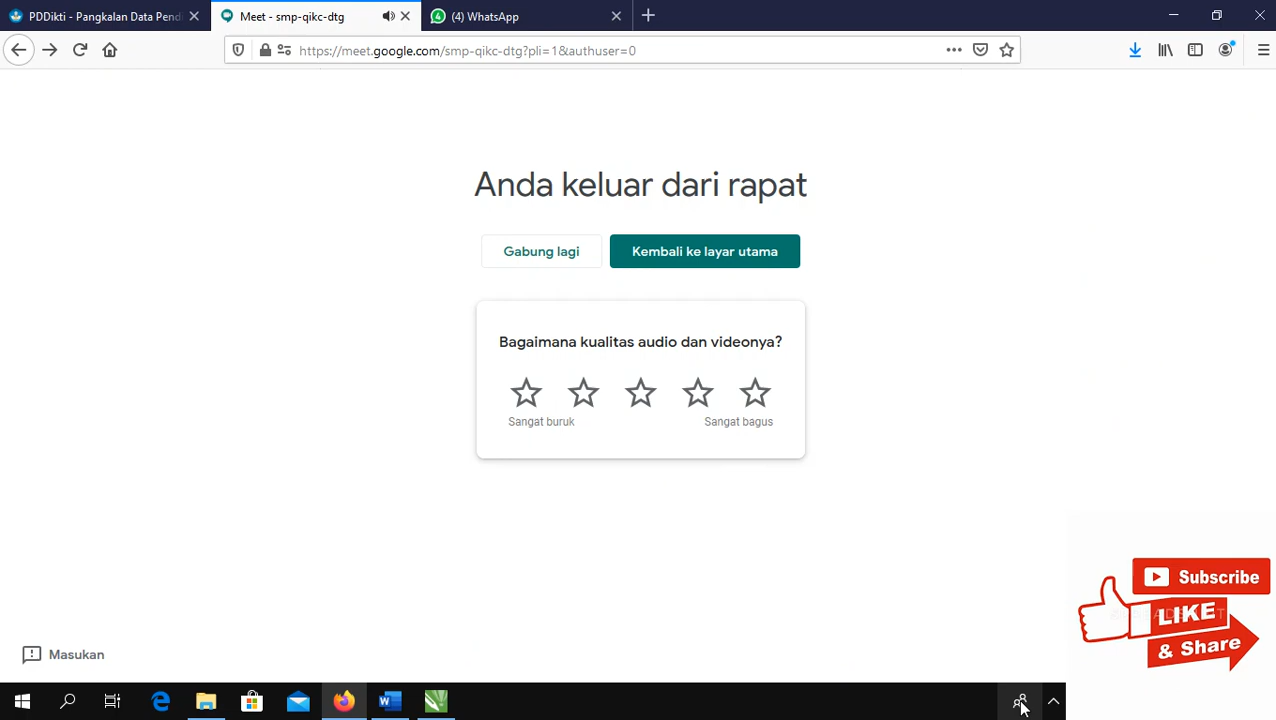 PDDikti - Pangkalan Data Pend
Meet - smp-qikc-dtg
(4) WhatsApp
https://meet.google.com/smp-qikc-dtg?pli=1&authuser=0
Anda keluar dari rapat
Gabung lagi
Kembali ke layar utama
Bagaimana kualitas audio dan videonya?
Sangat buruk
Sangat bagus
Subscribe
LIKE
& Share
Masukan